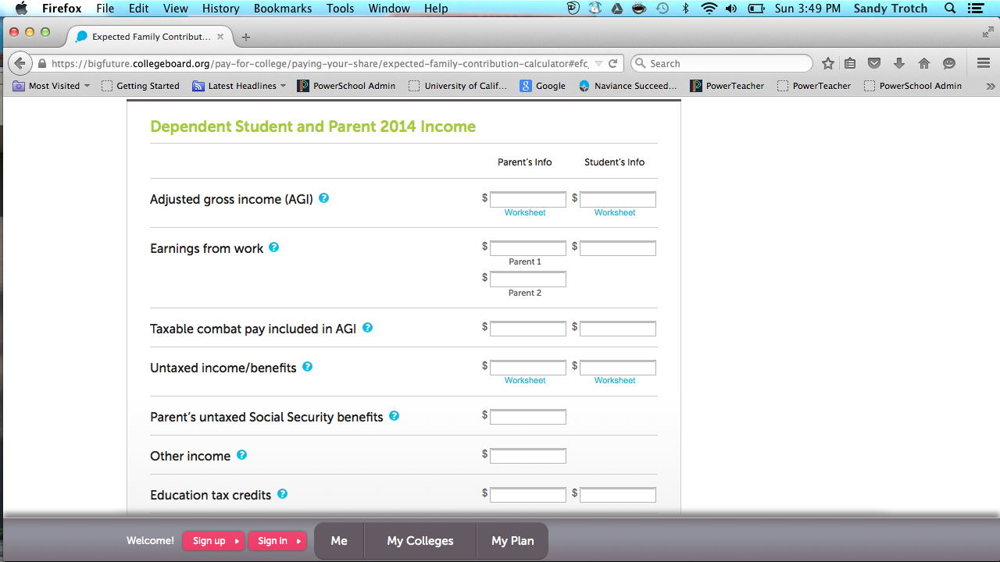 Firefox File Edit View History Bookmarks Tools Window Help Sun 3:49 PM Sandy Trotch
Expected Family Contribut...
https://bigfuture.collegeboard.org/pay-for-college/paying-your-share/expected-family-contribution-calculator#efc_ Search
Most Visited Getting Started Latest Headlines PowerSchool Admin University of Calif... Google Naviance Succeed... PowerTeacher PowerTeacher PowerSchool Admin
Dependent Student and Parent 2014 Income
Parent's Info Student's Info
Adjusted gross income (AGI) ? $ $
Worksheet Worksheet
Earnings from work ? $ $
Parent 1
$
Parent 2
Taxable combat pay included in AGI ? $ $
Untaxed income/benefits ? $ $
Worksheet Worksheet
Parent's untaxed Social Security benefits ? $
Other income ? $
Education tax credits ? $ $
Welcome! Sign up Sign in Me My Colleges My Plan